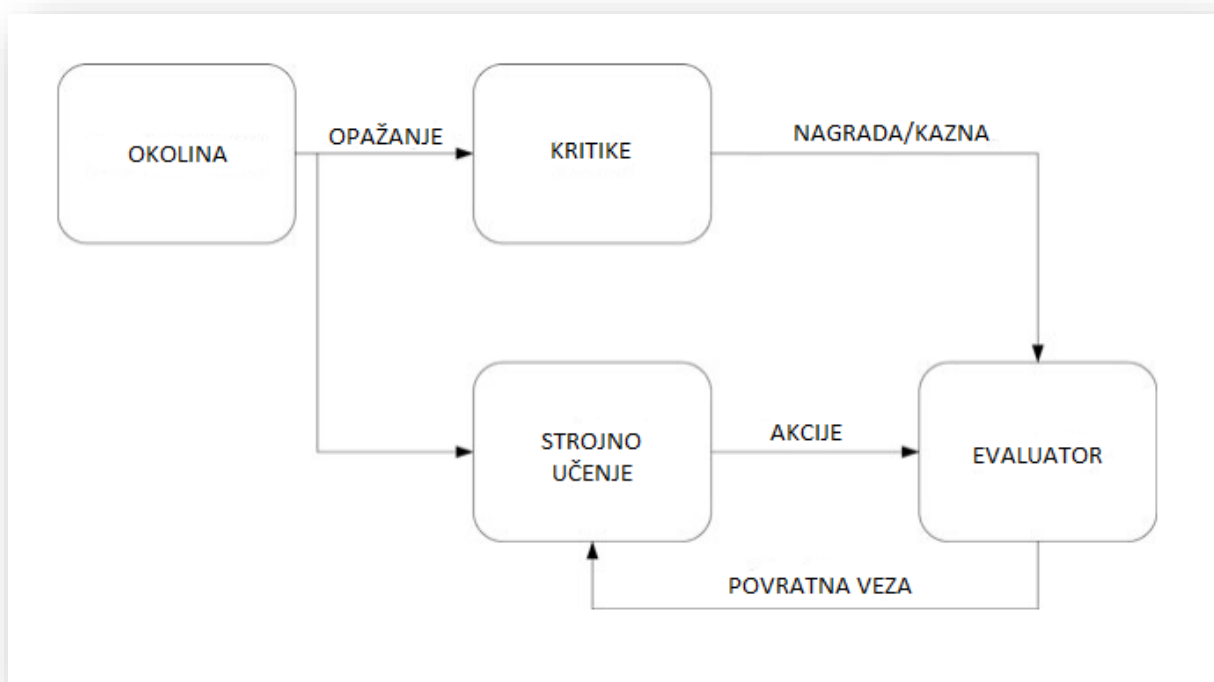 OKOLINA
OPAŽANJE
KRITIKE
NAGRADA/KAZNA
STROJNO
UČENJE
AKCIJE
EVALUATOR
POVRATNA VEZA